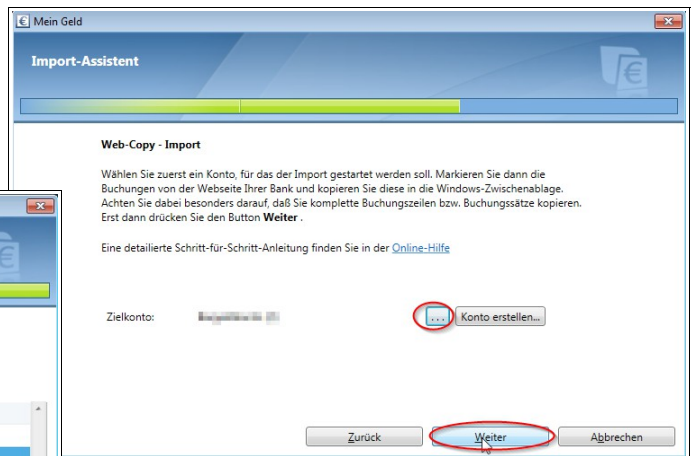 Mein Geld
Import-Assistent
Web-Copy - Import
Wählen Sie zuerst ein Konto, für das der Import gestartet werden soll. Markieren Sie dann die
Buchungen von der Webseite Ihrer Bank und kopieren Sie diese in die Windows-Zwischenablage.
Achten Sie dabei besonders darauf, daß Sie komplette Buchungszeilen bzw. Buchungssätze kopieren.
Erst dann drücken Sie den Button Weiter .
Eine detailierte Schritt-für-Schritt-Anleitung finden Sie in der Online-Hilfe
Zielkonto:
... Konto erstellen...
Zurück Weiter Abbrechen